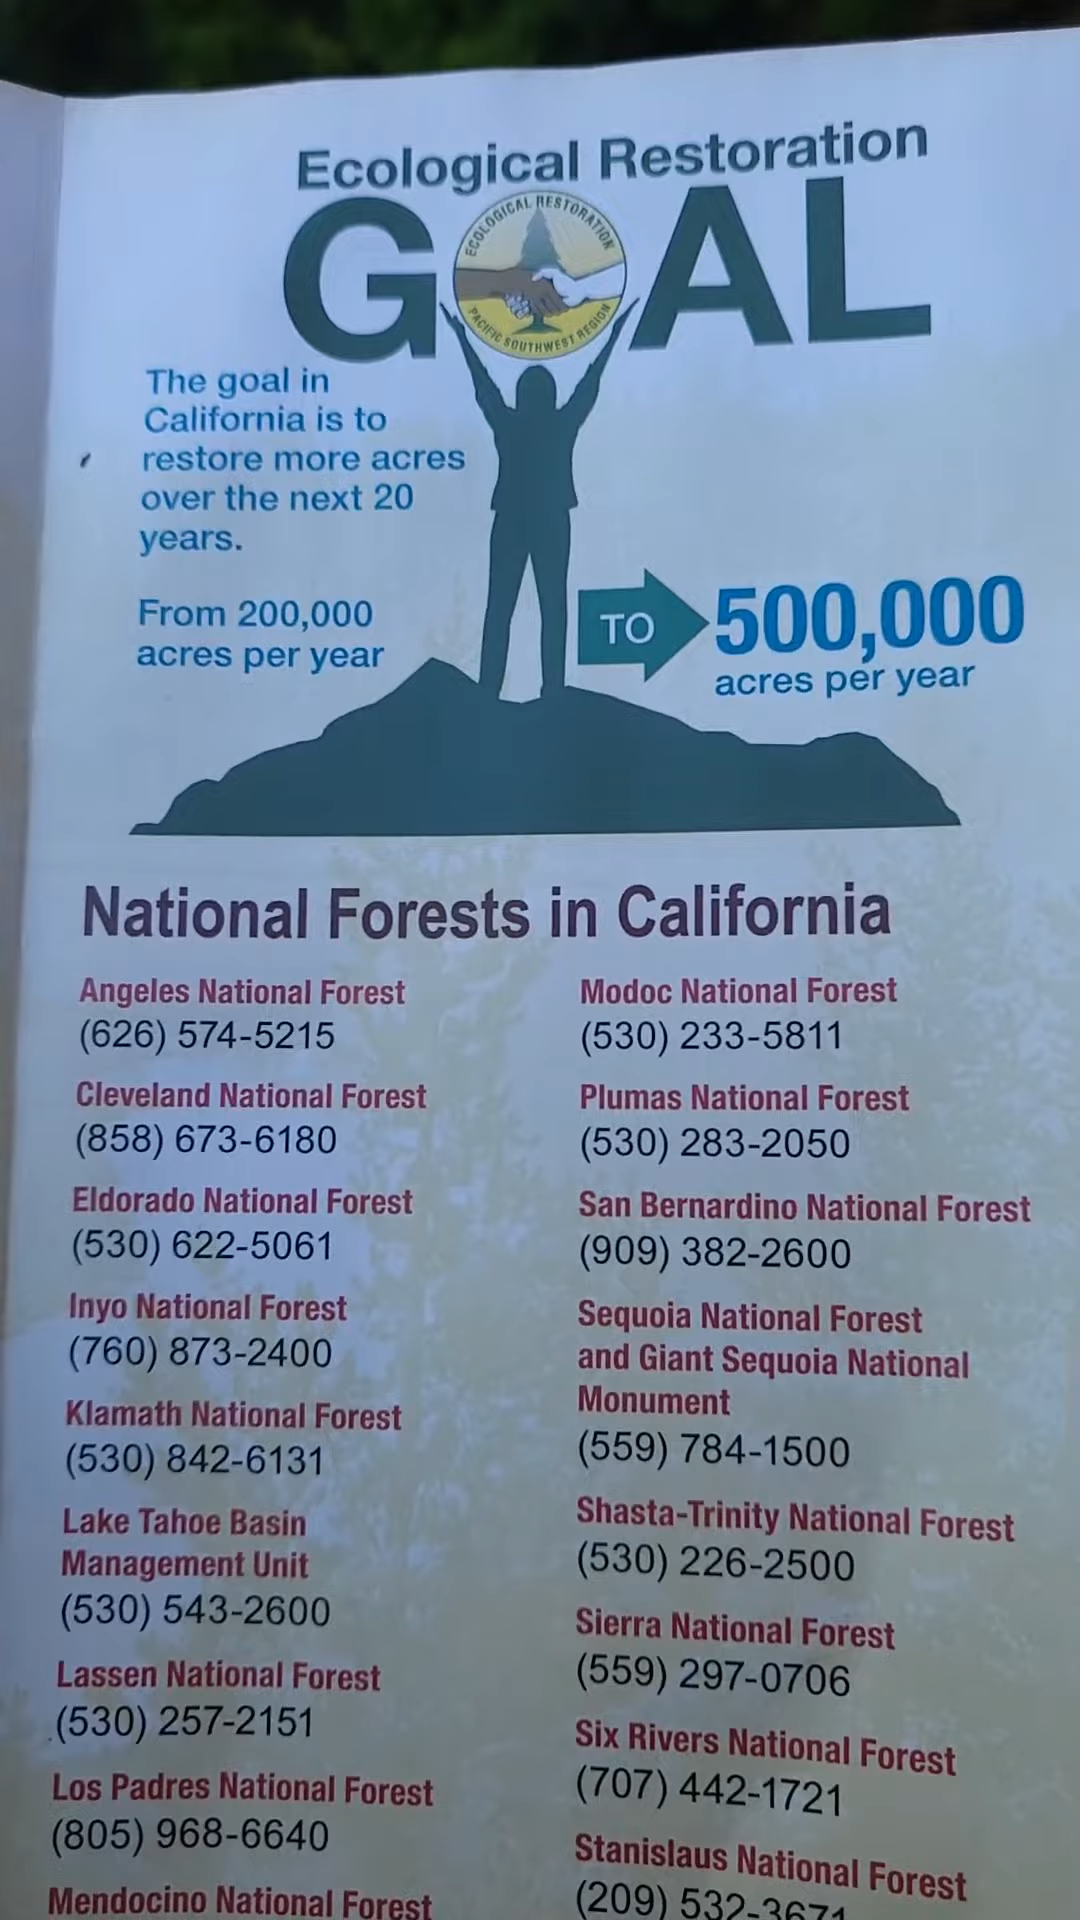 Ecological Restoration
GOAL
ECOLOGICAL RESTORATION
PACIFIC SOUTHWEST REGION
The goal in
California is to
restore more acres
over the next 20
years.
From 200,000
acres per year
TO
500,000
acres per year
National Forests in California
Angeles National Forest
(626) 574-5215
Cleveland National Forest
(858) 673-6180
Eldorado National Forest
(530) 622-5061
Inyo National Forest
(760) 873-2400
Klamath National Forest
(530) 842-6131
Lake Tahoe Basin
Management Unit
(530) 543-2600
Lassen National Forest
(530) 257-2151
Los Padres National Forest
(805) 968-6640
Mendocino National Forest
Modoc National Forest
(530) 233-5811
Plumas National Forest
(530) 283-2050
San Bernardino National Forest
(909) 382-2600
Sequoia National Forest
and Giant Sequoia National
Monument
(559) 784-1500
Shasta-Trinity National Forest
(530) 226-2500
Sierra National Forest
(559) 297-0706
Six Rivers National Forest
(707) 442-1721
Stanislaus National Forest
(209) 532-3671